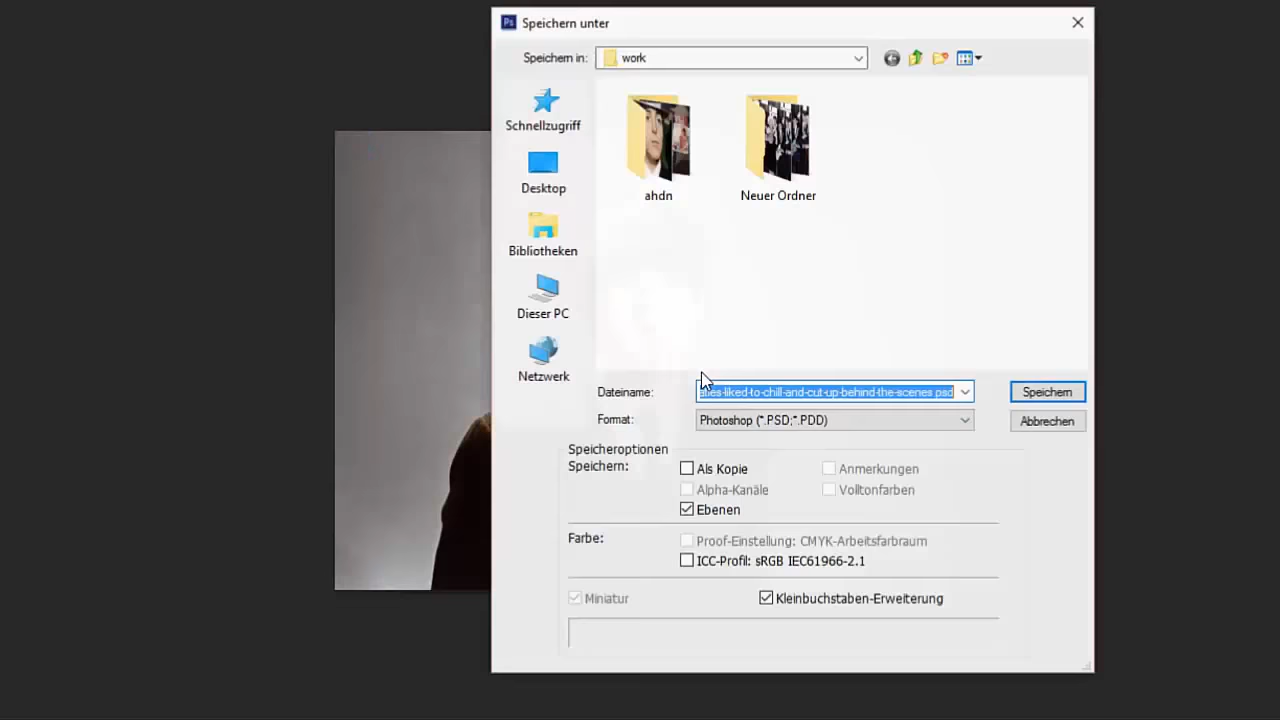 Ps Speichern unter
Speichern in: work
Schnellzugriff
Desktop
Bibliotheken
Dieser PC
Netzwerk
ahdn
Neuer Ordner
Dateiname: atles-liked-to-chill-and-cut-up-behind-the-scenes.psd Speichern
Format: Photoshop (*.PSD;*.PDD) Abbrechen
Speicheroptionen
Speichern: Als Kopie Anmerkungen
Alpha-Kanäle Volltonfarben
Ebenen
Farbe: Proof-Einstellung: CMYK-Arbeitsfarbraum
ICC-Profil: sRGB IEC61966-2.1
Miniatur Kleinbuchstaben-Erweiterung